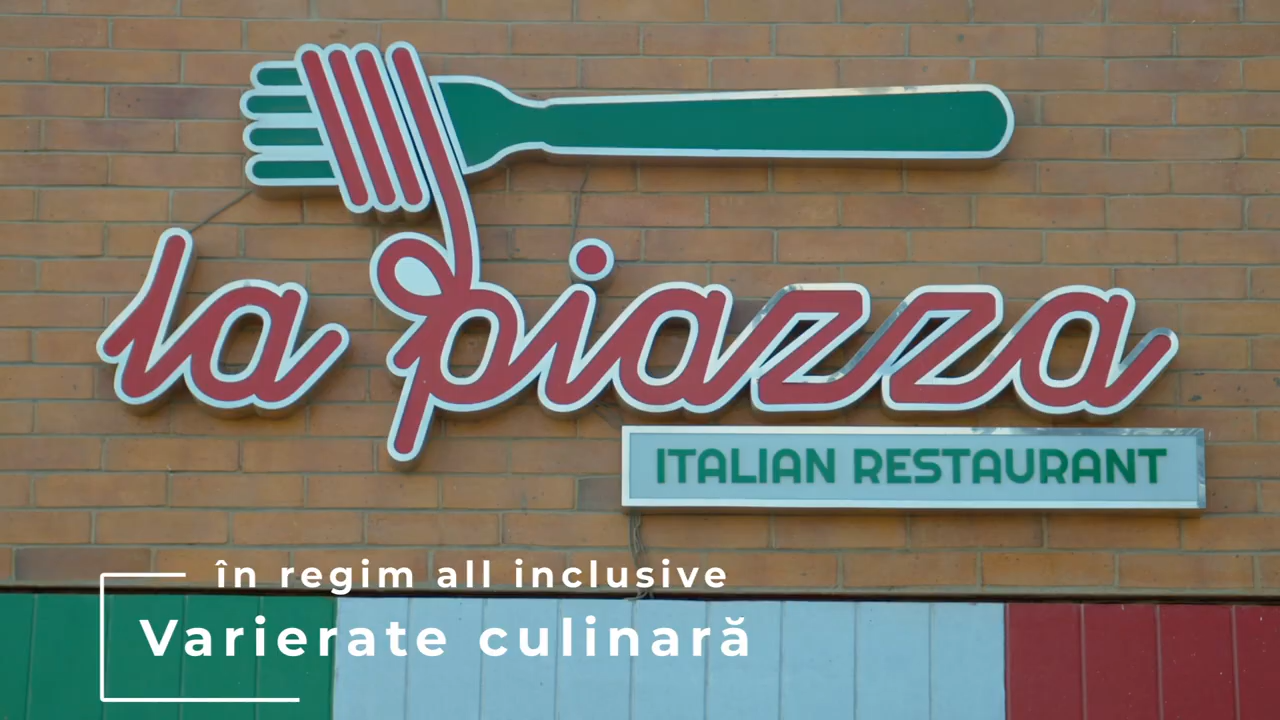 la piazza
ITALIAN RESTAURANT
în regim all inclusive
Varierate culinară